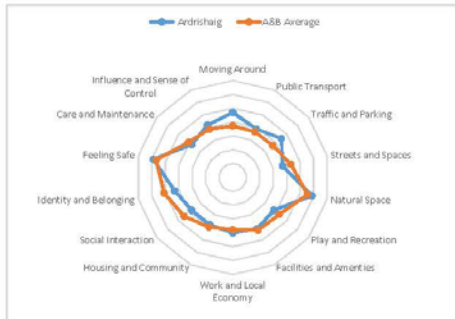 Ardrishaig
A&B Average
Moving Around
Public Transport
Traffic and Parking
Streets and Spaces
Natural Space
Play and Recreation
Facilities and Amenties
Work and Local
Economy
Housing and Community
Social Interaction
Identity and Belonging
Feeling Safe
Care and Maintenance
Influence and Sense of
Control